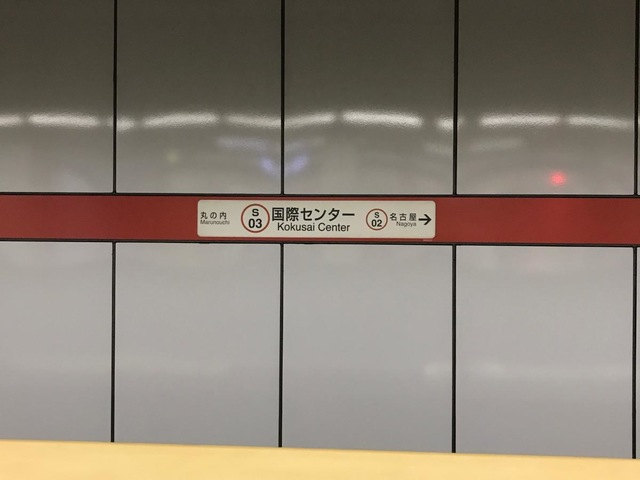 丸の内
Marunouchi
S
03
国際センター
Kokusai Center
S
02
名古屋
Nagoya